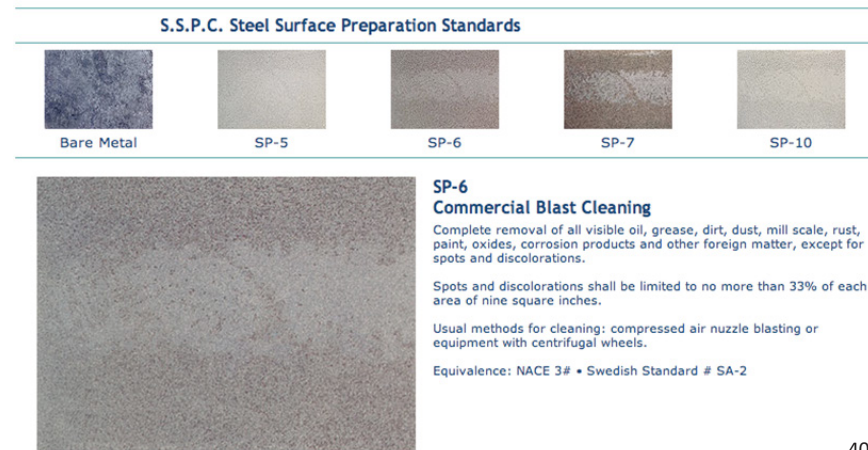 S.S.P.C. Steel Surface Preparation Standards
Bare Metal SP-5 SP-6 SP-7 SP-10
SP-6
Commercial Blast Cleaning
Complete removal of all visible oil, grease, dirt, dust, mill scale, rust,
paint, oxides, corrosion products and other foreign matter, except for
spots and discolorations.
Spots and discolorations shall be limited to no more than 33% of each
area of nine square inches.
Usual methods for cleaning: compressed air nuzzle blasting or
equipment with centrifugal wheels.
Equivalence: NACE 3# • Swedish Standard # SA-2
40